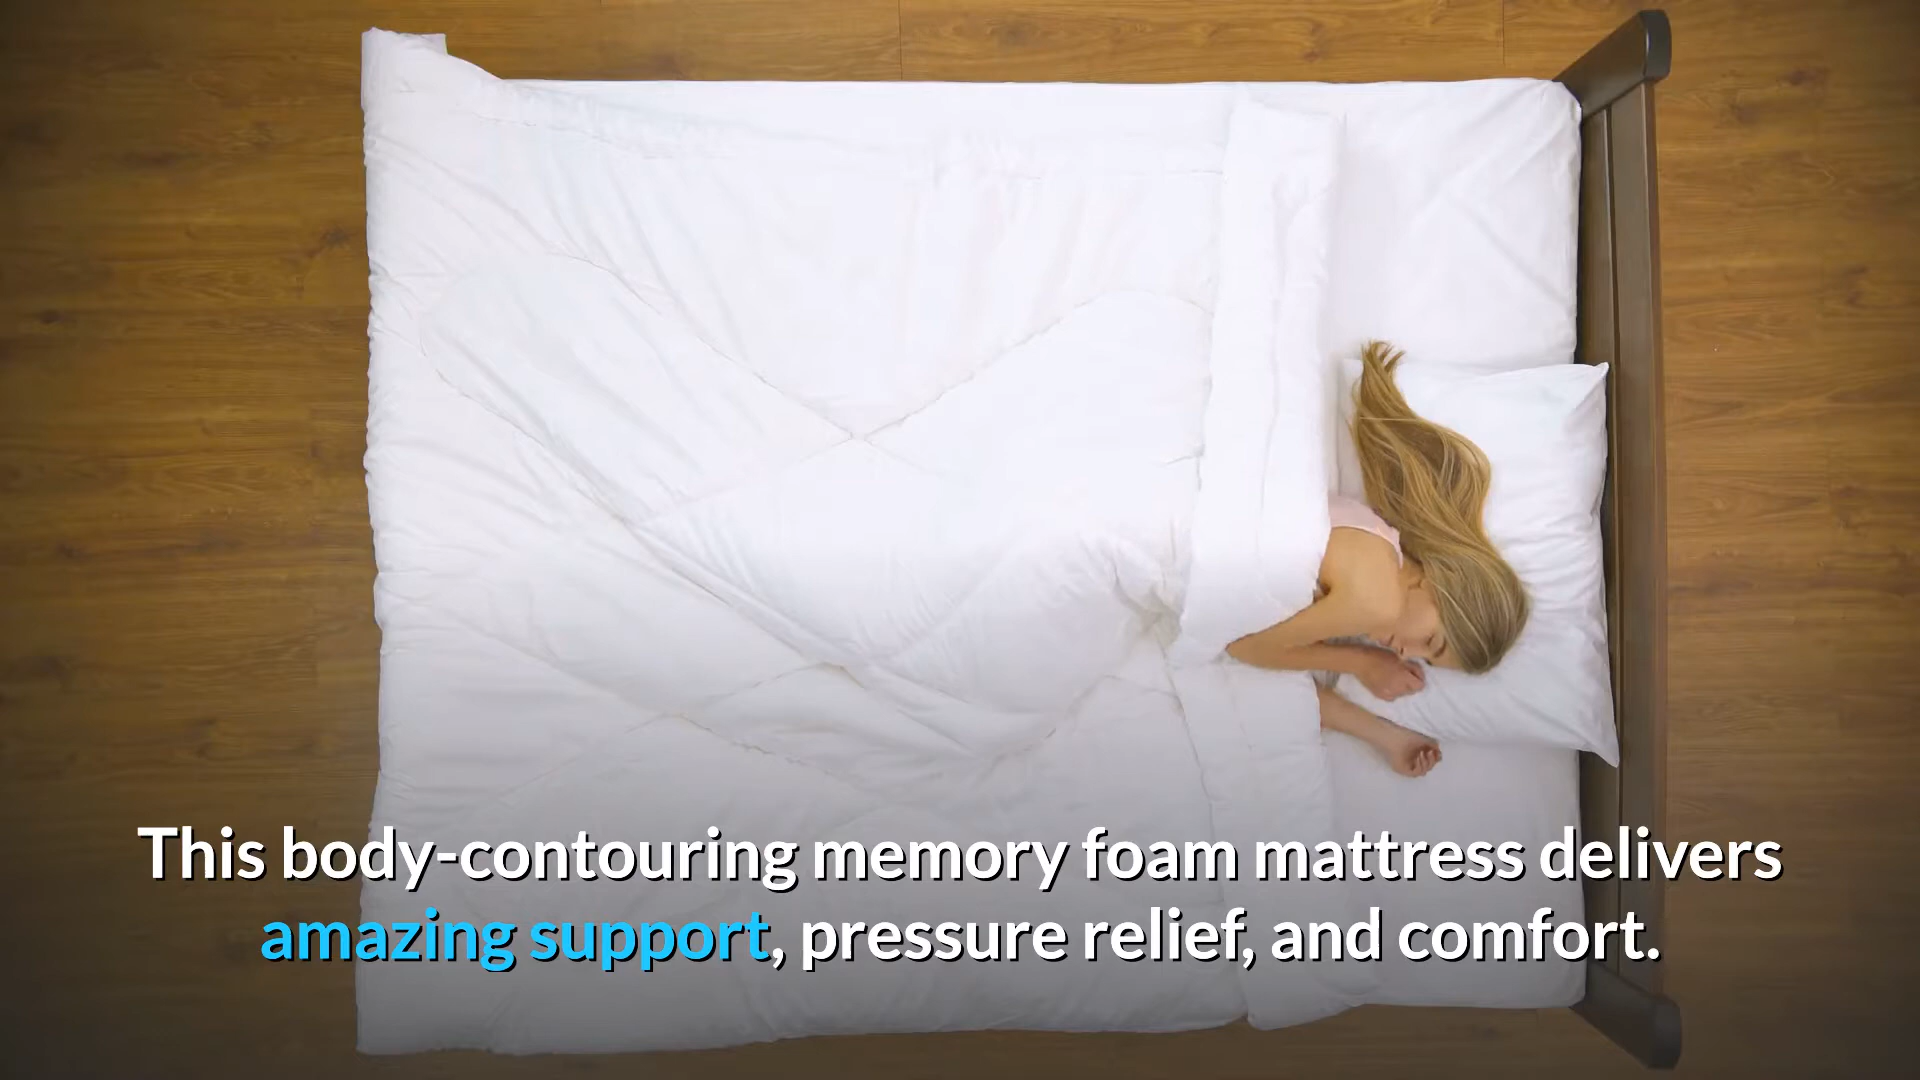 This body-contouring memory foam mattress delivers
amazing support, pressure relief, and comfort.